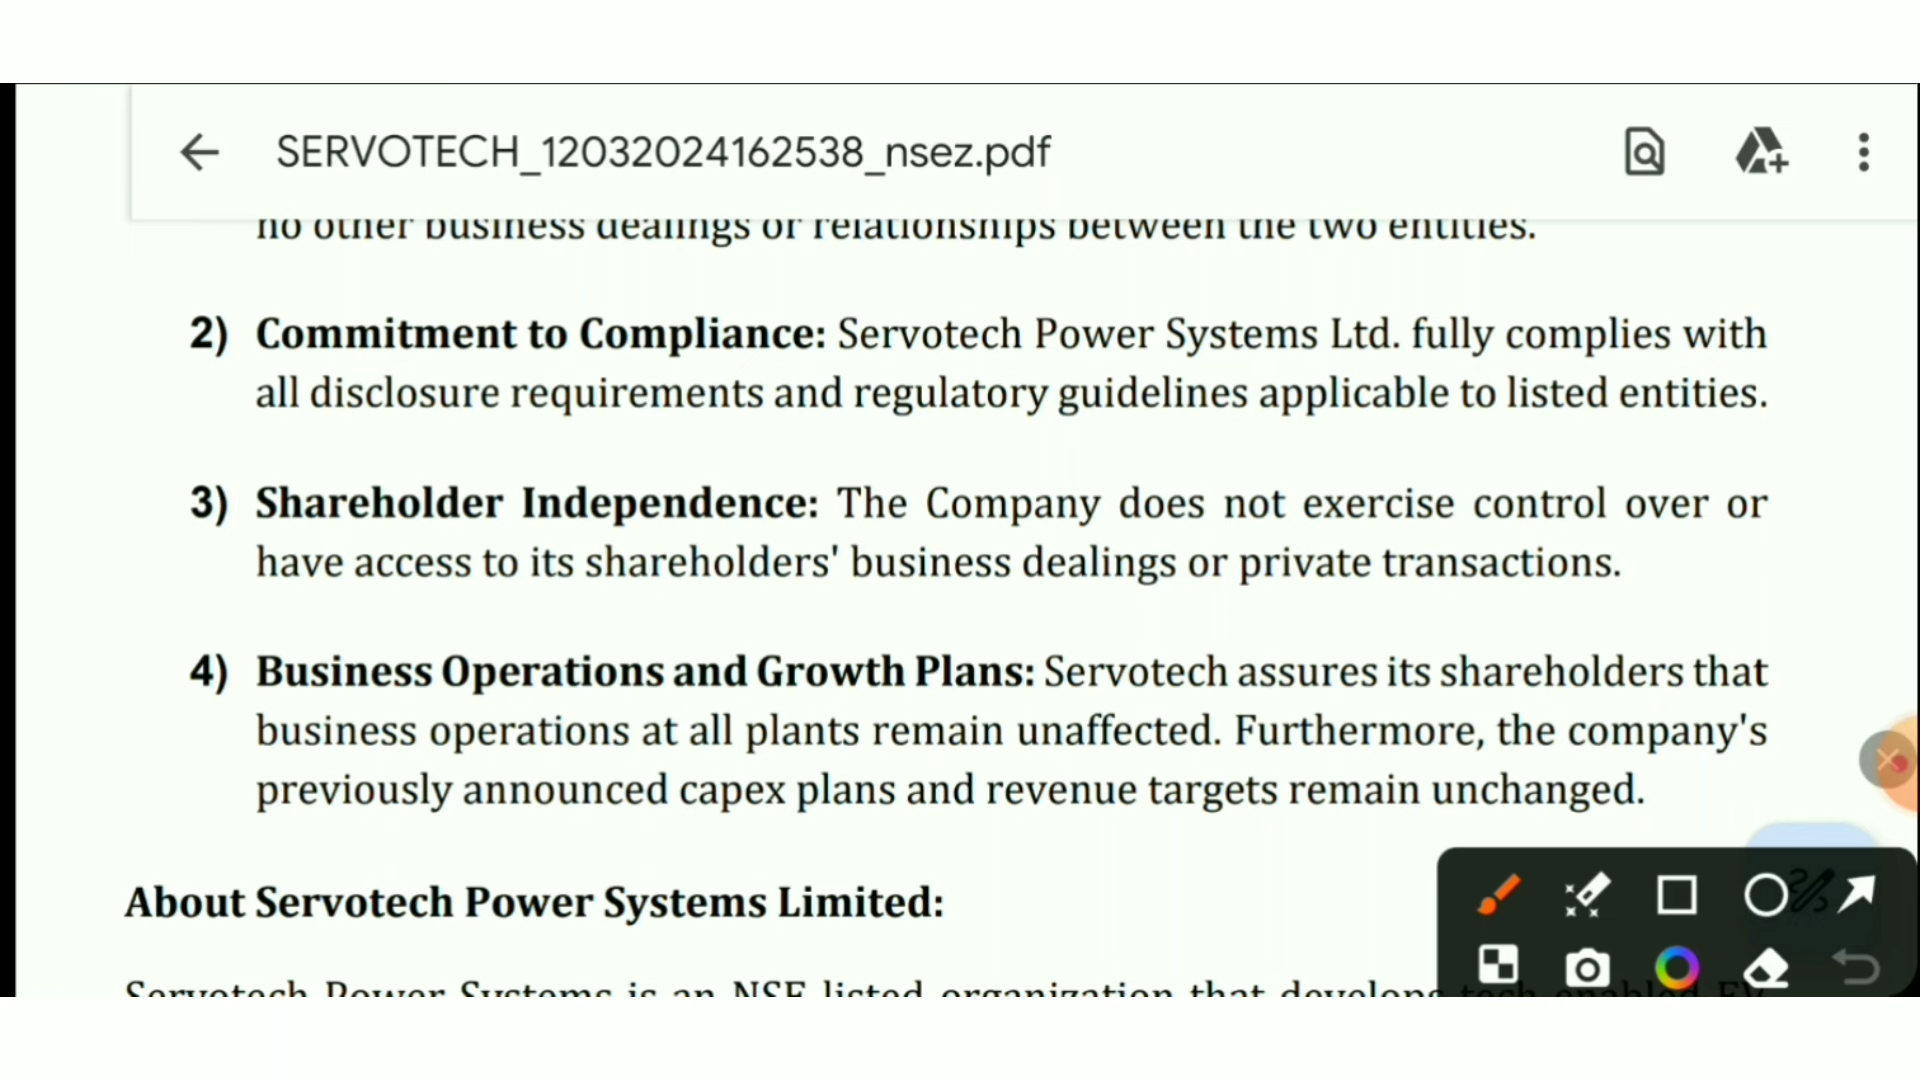 SERVOTECH_12032024162538_nsez.pdf
no other business dealings or relationships between the two entities.
2) Commitment to Compliance: Servotech Power Systems Ltd. fully complies with
all disclosure requirements and regulatory guidelines applicable to listed entities.
3) Shareholder Independence: The Company does not exercise control over or
have access to its shareholders' business dealings or private transactions.
4) Business Operations and Growth Plans: Servotech assures its shareholders that
business operations at all plants remain unaffected. Furthermore, the company's
previously announced capex plans and revenue targets remain unchanged.
About Servotech Power Systems Limited:
Servotech Power Systems is an NSE listed organization that develops tech-enabled EV